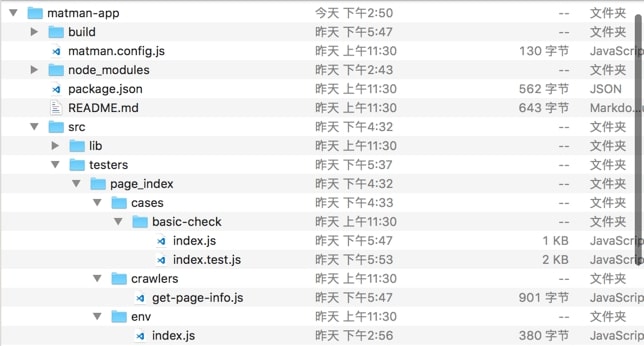 matman-app 今天 下午2:50 -- 文件夹
build 昨天 下午5:47 -- 文件夹
matman.config.js 昨天 上午11:30 130 字节 JavaScrip
node_modules 昨天 下午2:43 -- 文件夹
package.json 昨天 上午11:30 562 字节 JSON
README.md 昨天 上午11:30 643 字节 Markdo...u
src 昨天 下午4:32 -- 文件夹
lib 昨天 上午11:30 -- 文件夹
testers 昨天 下午5:37 -- 文件夹
page_index 昨天 下午4:32 -- 文件夹
cases 昨天 下午4:33 -- 文件夹
basic-check 昨天 上午11:30 -- 文件夹
index.js 昨天 下午5:47 1 KB JavaScrip
index.test.js 昨天 下午5:53 2 KB JavaScrip
crawlers 昨天 上午11:30 -- 文件夹
get-page-info.js 昨天 下午5:47 901 字节 JavaScrip
env 昨天 上午11:30 -- 文件夹
index.js 昨天 下午2:56 380 字节 JavaScrip